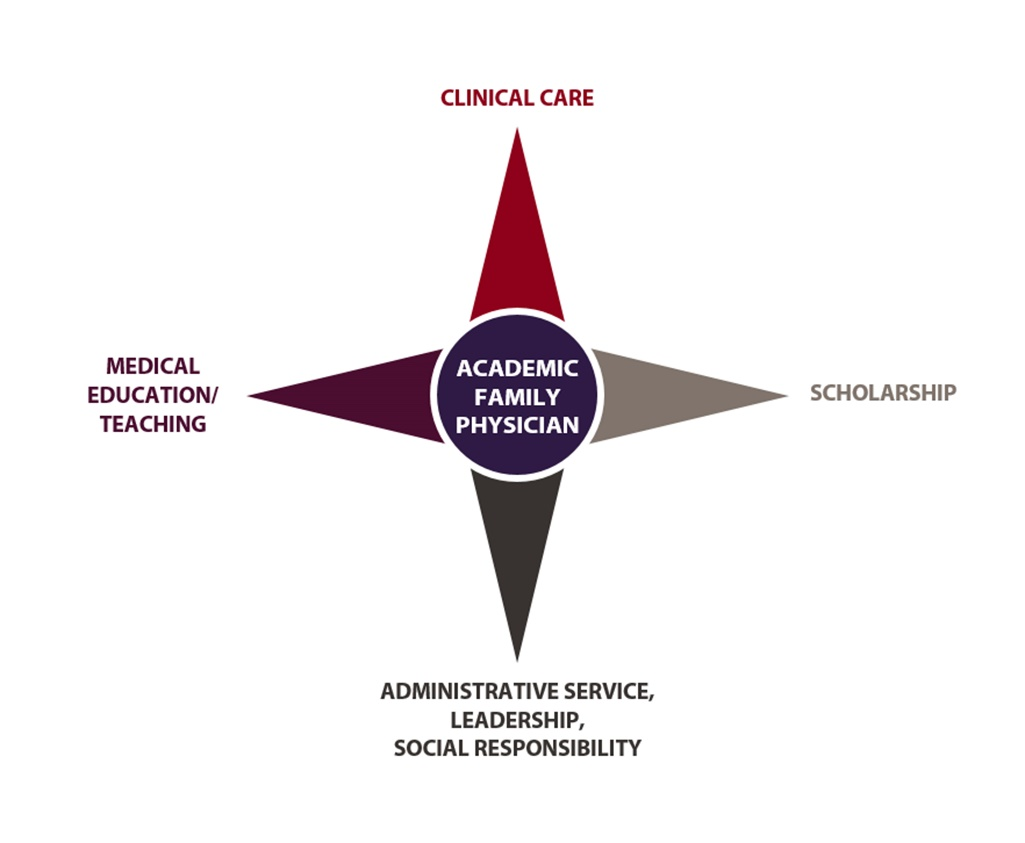 CLINICAL CARE
MEDICAL
EDUCATION/
TEACHING
ACADEMIC
FAMILY
PHYSICIAN
SCHOLARSHIP
ADMINISTRATIVE SERVICE,
LEADERSHIP,
SOCIAL RESPONSIBILITY